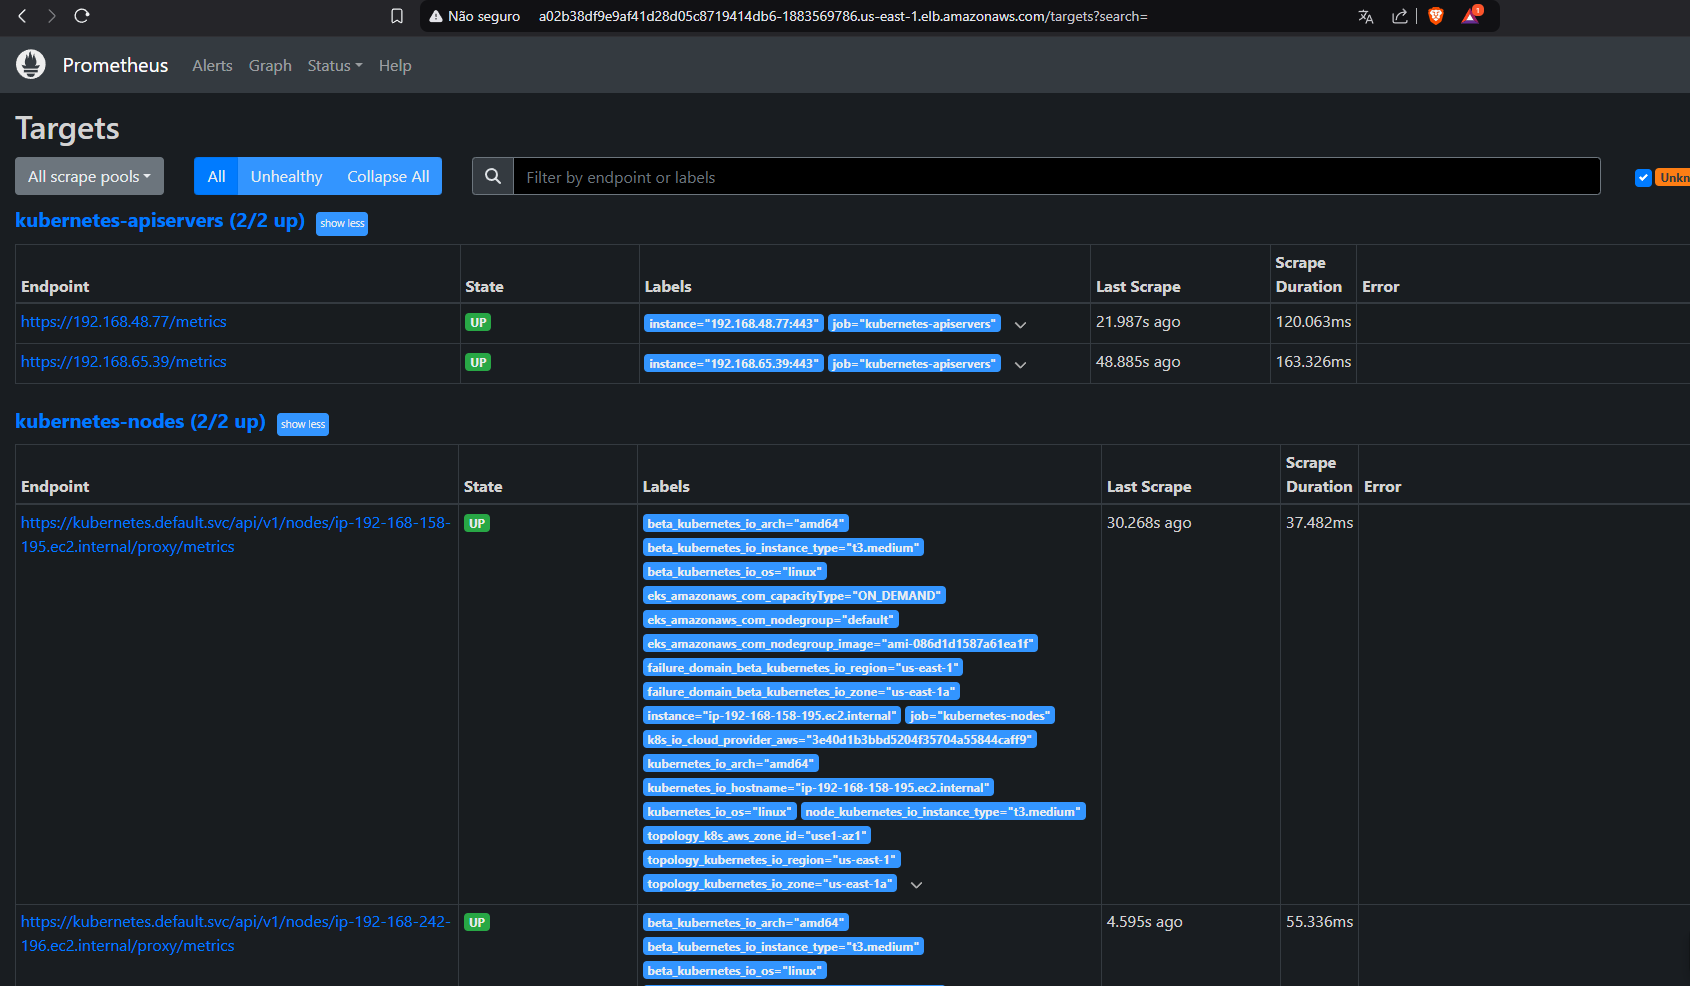 Não seguro a02b38df9e9af41d28d05c8719414db6-1883569786.us-east-1.elb.amazonaws.com/targets?search=
1
Prometheus Alerts Graph Status Help
Targets
All scrape pools All Unhealthy Collapse All Filter by endpoint or labels Unkn
kubernetes-apiservers (2/2 up) show less
Endpoint State Labels Last Scrape Scrape Duration Error
https://192.168.48.77/metrics UP instance="192.168.48.77:443" job="kubernetes-apiservers" 21.987s ago 120.063ms
https://192.168.65.39/metrics UP instance="192.168.65.39:443" job="kubernetes-apiservers" 48.885s ago 163.326ms
kubernetes-nodes (2/2 up) show less
Endpoint State Labels Last Scrape Scrape Duration Error
https://kubernetes.default.svc/api/v1/nodes/ip-192-168-158-
195.ec2.internal/proxy/metrics
UP
beta_kubernetes_io_arch="amd64"
beta_kubernetes_io_instance_type="t3.medium"
beta_kubernetes_io_os="linux"
eks_amazonaws_com_capacityType="ON_DEMAND"
eks_amazonaws_com_nodegroup="default"
eks_amazonaws_com_nodegroup_image="ami-086d1d1587a61ea1f"
failure_domain_beta_kubernetes_io_region="us-east-1"
failure_domain_beta_kubernetes_io_zone="us-east-1a"
instance="ip-192-168-158-195.ec2.internal" job="kubernetes-nodes"
k8s_io_cloud_provider_aws="3e40d1b3bbd5204f35704a55844caff9"
kubernetes_io_arch="amd64"
kubernetes_io_hostname="ip-192-168-158-195.ec2.internal"
kubernetes_io_os="linux" node_kubernetes_io_instance_type="t3.medium"
topology_k8s_aws_zone_id="use1-az1"
topology_kubernetes_io_region="us-east-1"
topology_kubernetes_io_zone="us-east-1a"
30.268s ago 37.482ms
https://kubernetes.default.svc/api/v1/nodes/ip-192-168-242-
196.ec2.internal/proxy/metrics
UP
beta_kubernetes_io_arch="amd64"
beta_kubernetes_io_instance_type="t3.medium"
beta_kubernetes_io_os="linux"
4.595s ago 55.336ms